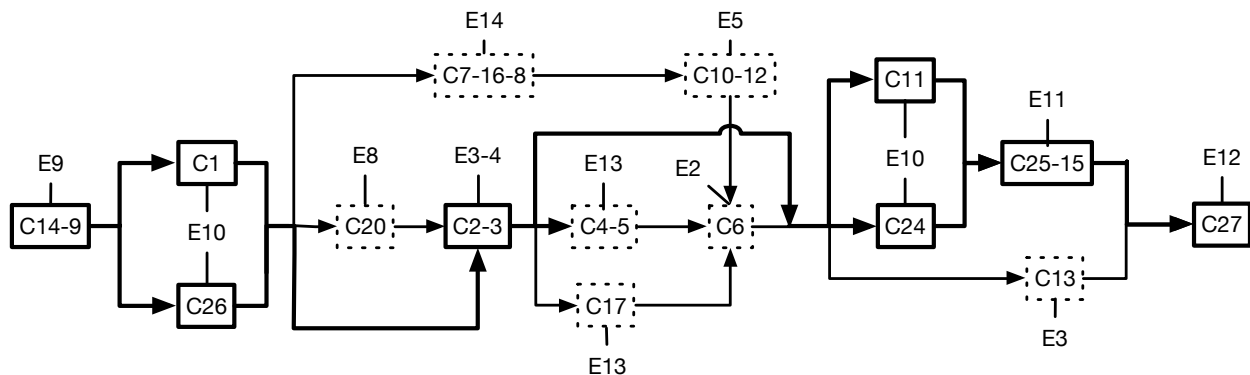 E14 E5
C7-16-8 C10-12 C11
E9 C1 E8 E3-4 E13 E2 E10 E11 E12
C14-9 E10 C20 C2-3 C4-5 C6 C24 C25-15 C27
C26 C17 C13
E13 E3